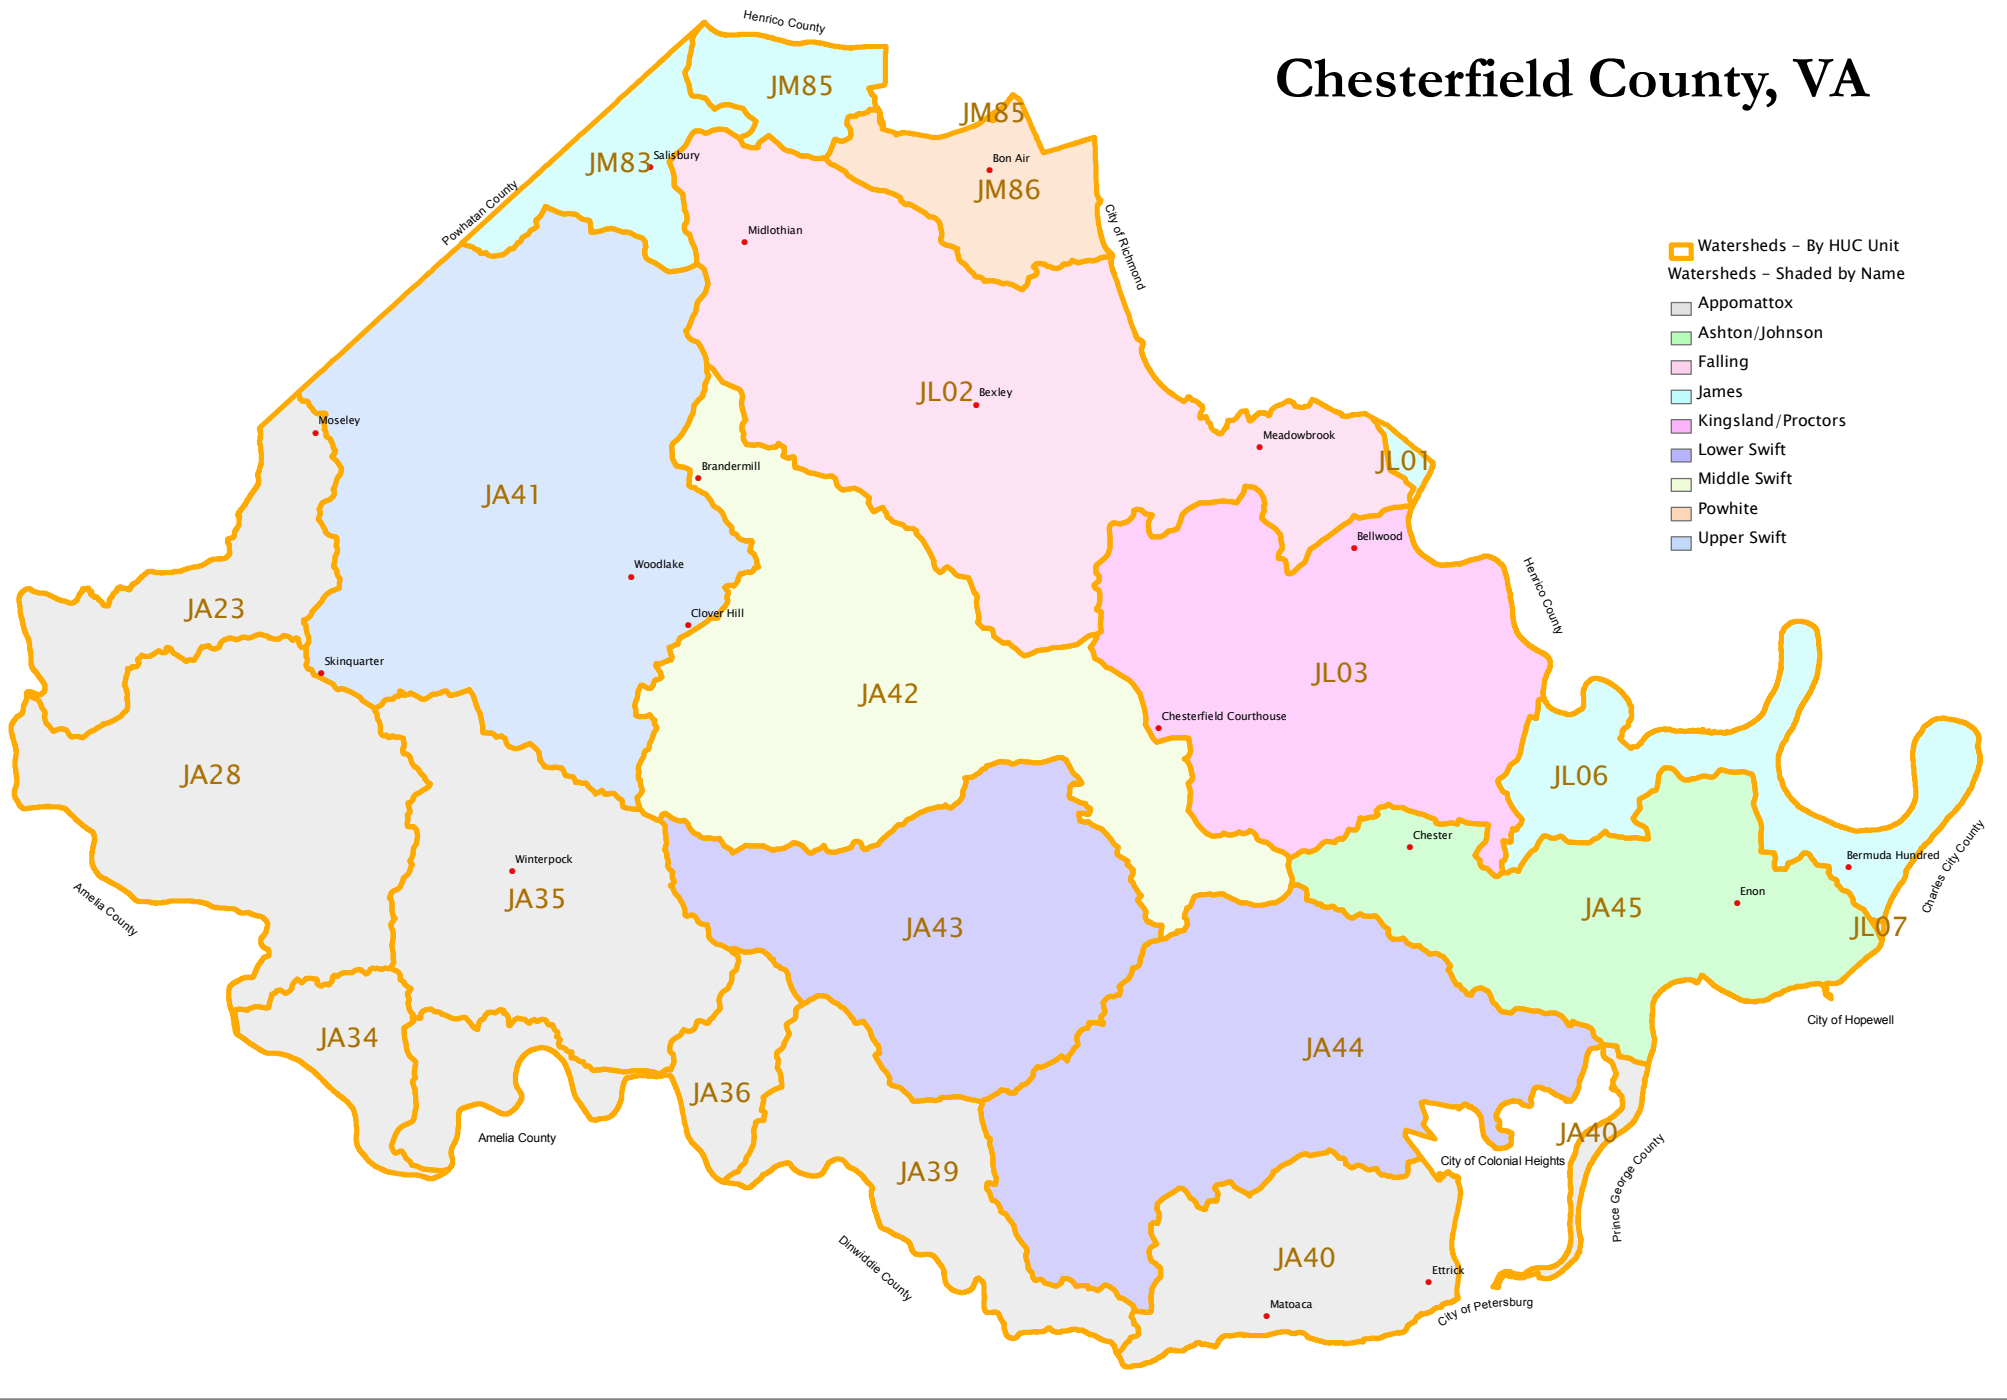 Henrico County
Chesterfield County, VA
JM85
JM85
JM83
Salisbury
Bon Air
JM86
Powhatan County
City of Richmond
Midlothian
Watersheds - By HUC Unit
Watersheds - Shaded by Name
Appomattox
Ashton/Johnson
Falling
James
Kingsland/Proctors
Lower Swift
Middle Swift
Powhite
Upper Swift
JL02
Bexley
Moseley
Meadowbrook
JL01
Brandermill
JA41
Bellwood
Woodlake
Henrico County
JA23
Clover Hill
Skinquarter
JL03
JA42
Chesterfield Courthouse
JA28
JL06
Chester
Winterpock
Bermuda Hundred
Charles City County
JA35
Enon
JA45
Amelia County
JA43
JL07
City of Hopewell
JA34
JA44
JA36
Amelia County
JA40
City of Colonial Heights
JA39
Prince George County
Dinwiddie County
JA40
Ettrick
Matoaca
City of Petersburg